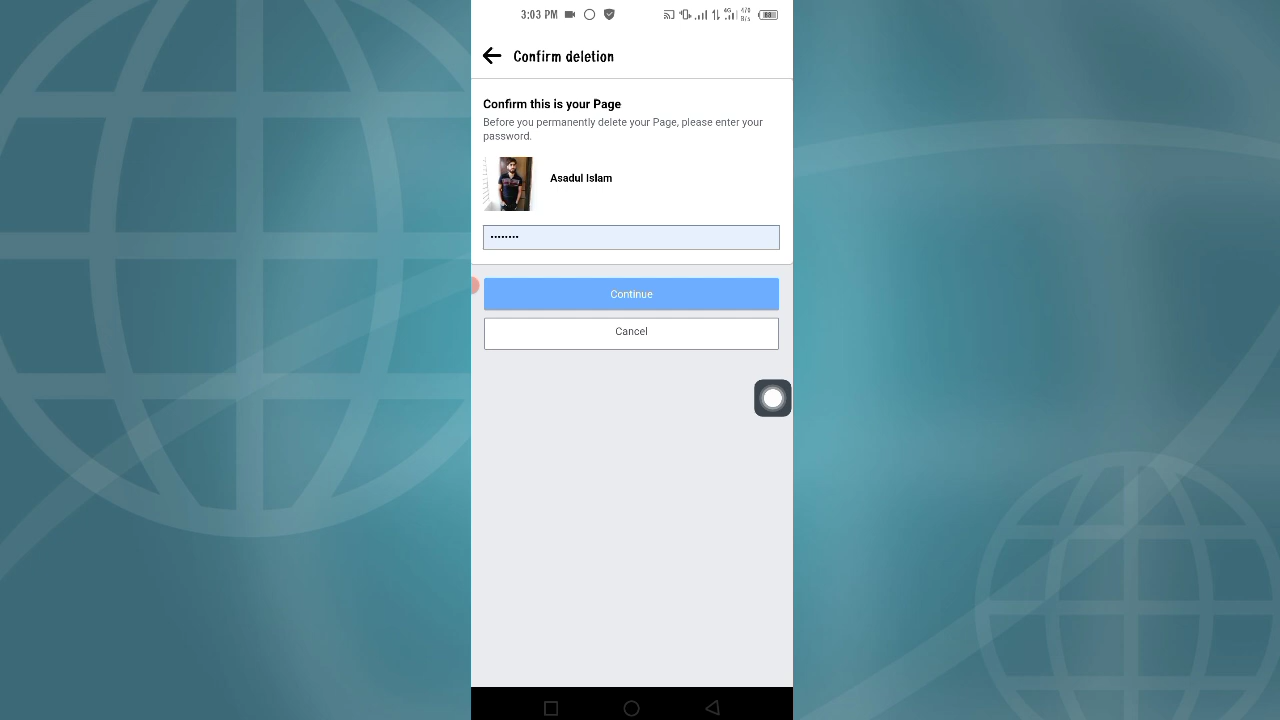 3:03 PM
Confirm deletion
Confirm this is your Page
Before you permanently delete your Page, please enter your
password.
Asadul Islam
••••••••
Continue
Cancel